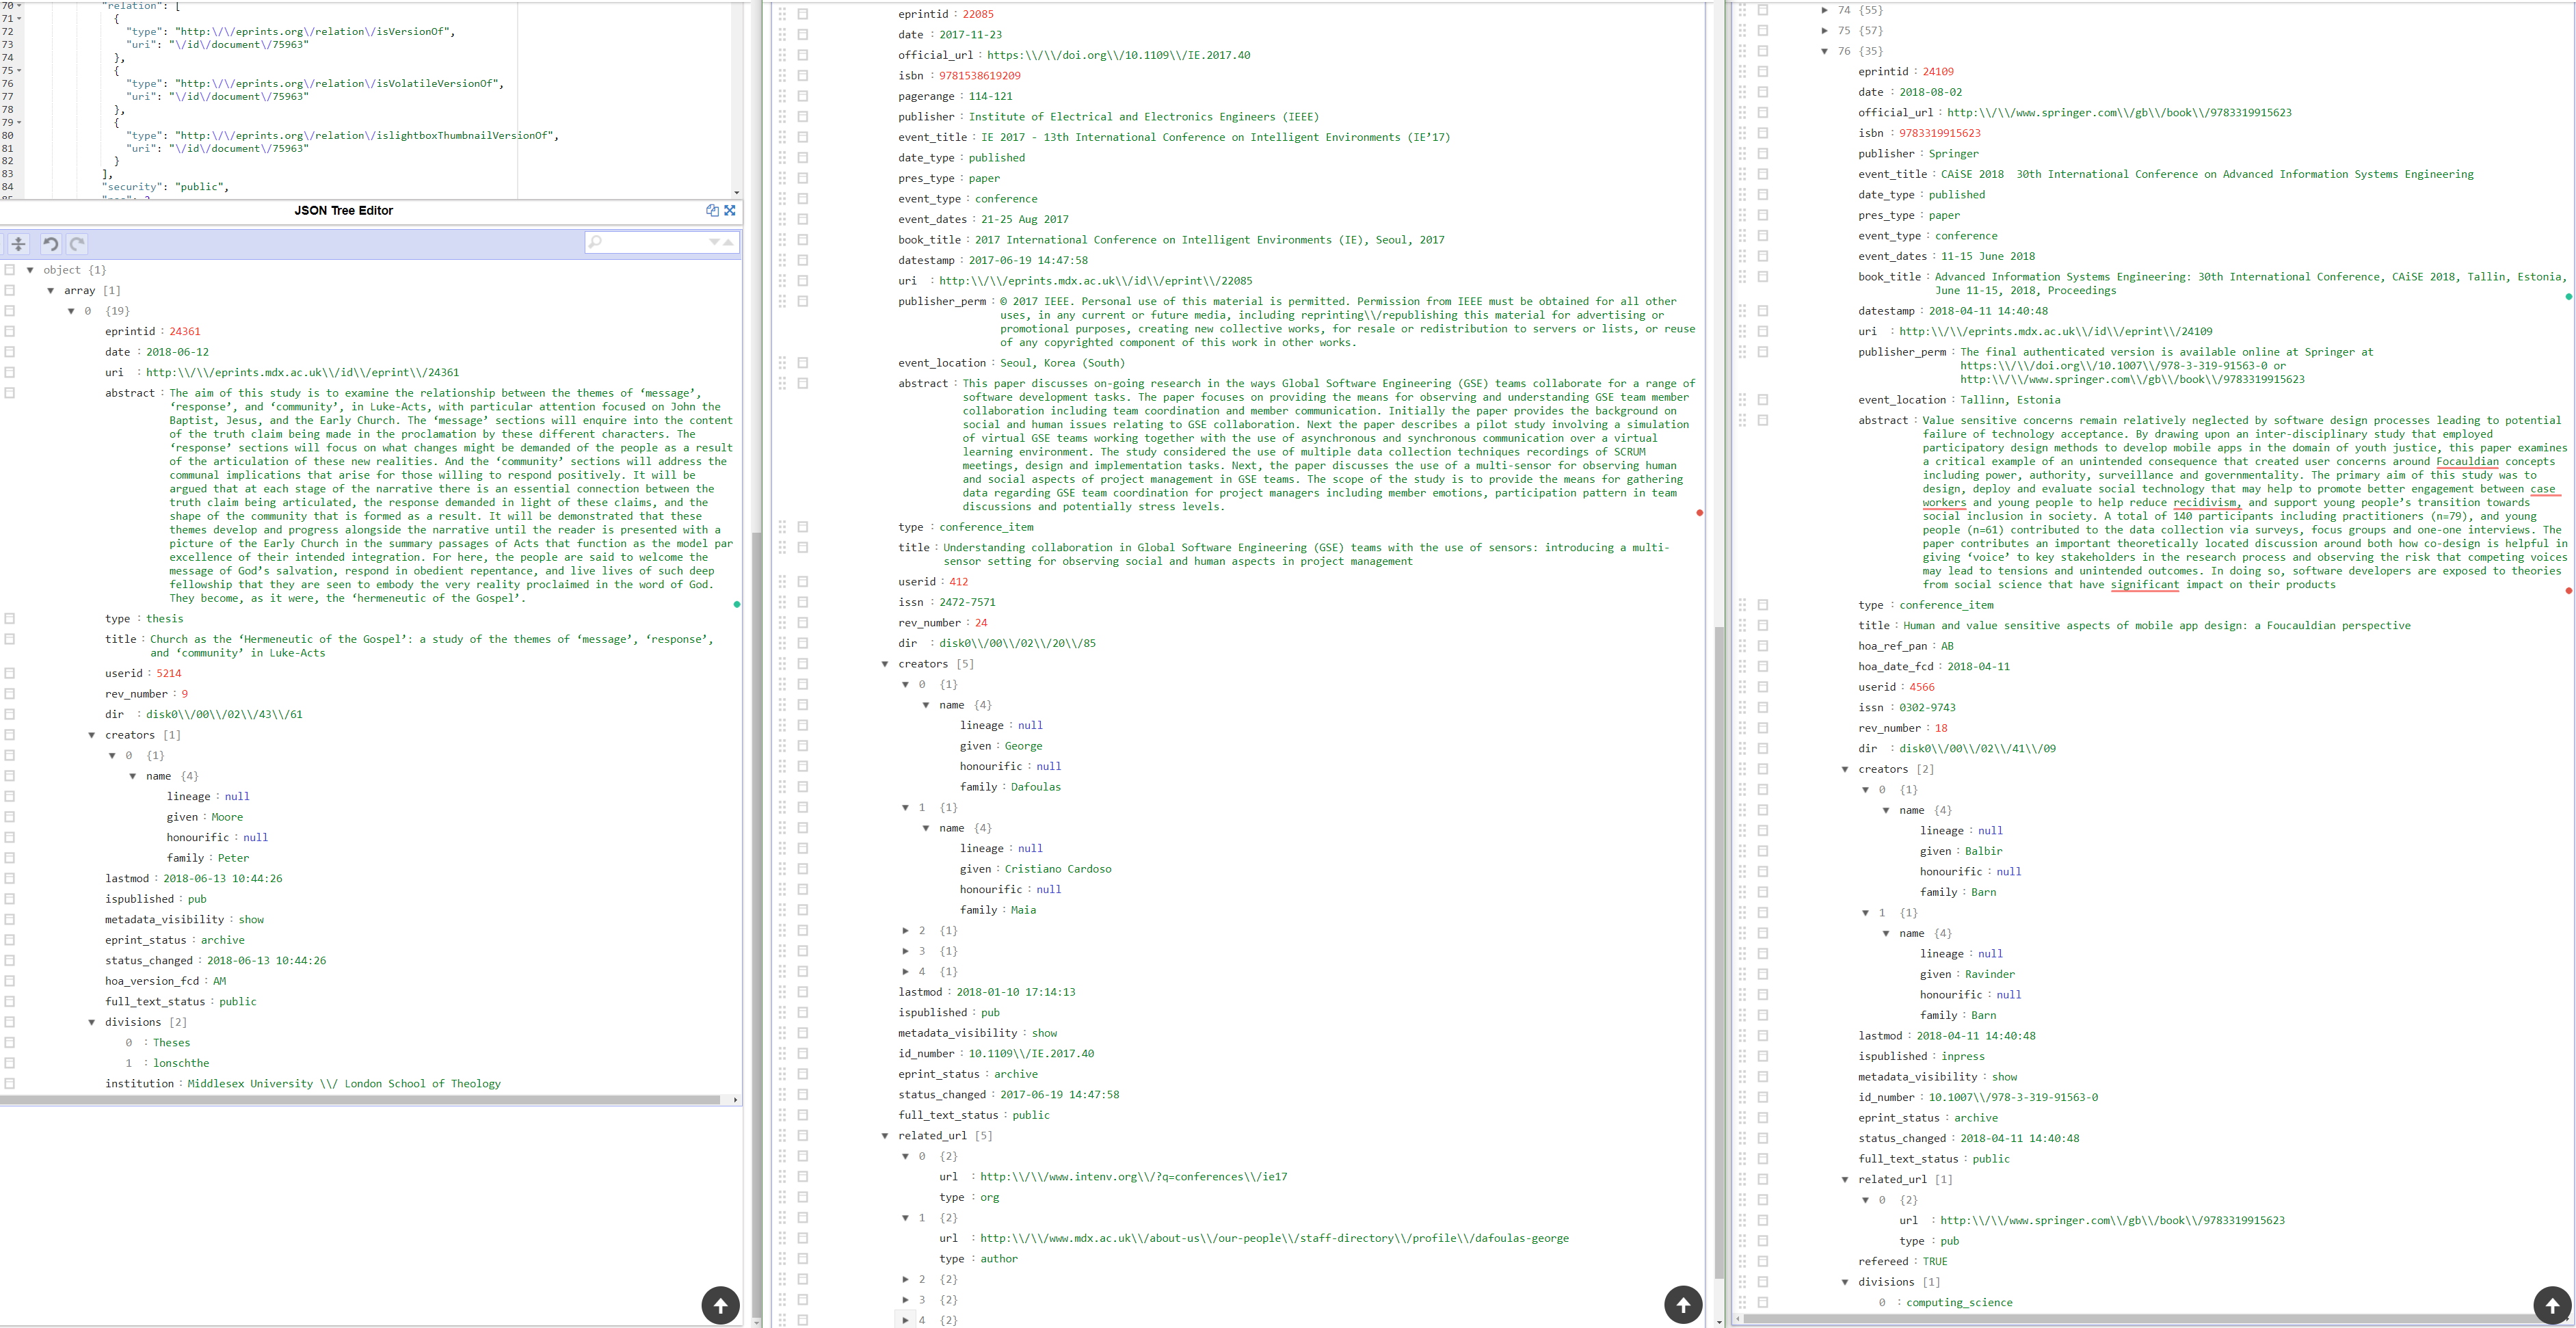 70 "relation": [
71 {
72 "type": "http:\/\/eprints.org\/relation\/isVersionOf",
73 "uri": "\/id\/document\/75963"
74 },
75 {
76 "type": "http:\/\/eprints.org\/relation\/isVolatileVersionOf",
77 "uri": "\/id\/document\/75963"
78 },
79 {
80 "type": "http:\/\/eprints.org\/relation\/islightboxThumbnailVersionOf",
81 "uri": "\/id\/document\/75963"
82 }
83 ],
84 "security": "public",
JSON Tree Editor
object {1}
array [1]
0 {19}
eprintid : 24361
date : 2018-06-12
uri : http:\\/\\/eprints.mdx.ac.uk\\/id\\/eprint\\/24361
abstract : The aim of this study is to examine the relationship between the themes of ‘message’,
‘response’, and ‘community’, in Luke-Acts, with particular attention focused on John the
Baptist, Jesus, and the Early Church. The ‘message’ sections will enquire into the content
of the truth claim being made in the proclamation by these different characters. The
‘response’ sections will focus on what changes might be demanded of the people as a result
of the articulation of these new realities. And the ‘community’ sections will address the
communal implications that arise for those willing to respond positively. It will be
argued that at each stage of the narrative there is an essential connection between the
truth claim being articulated, the response demanded in light of these claims, and the
shape of the community that is formed as a result. It will be demonstrated that these
themes develop and progress alongside the narrative until the reader is presented with a
picture of the Early Church in the summary passages of Acts that function as the model par
excellence of their intended integration. For here, the people are said to welcome the
message of God’s salvation, respond in obedient repentance, and live lives of such deep
fellowship that they are seen to embody the very reality proclaimed in the word of God.
They become, as it were, the ‘hermeneutic of the Gospel’.
type : thesis
title : Church as the ‘Hermeneutic of the Gospel’: a study of the themes of ‘message’, ‘response’,
and ‘community’ in Luke-Acts
userid : 5214
rev_number : 9
dir : disk0\\/00\\/02\\/43\\/61
creators [1]
0 {1}
name {4}
lineage : null
given : Moore
honourific : null
family : Peter
lastmod : 2018-06-13 10:44:26
ispublished : pub
metadata_visibility : show
eprint_status : archive
status_changed : 2018-06-13 10:44:26
hoa_version_fcd : AM
full_text_status : public
divisions [2]
0 : Theses
1 : lonschthe
institution : Middlesex University \\/ London School of Theology
eprintid : 22085
date : 2017-11-23
official_url : https:\\/\\/doi.org\\/10.1109\\/IE.2017.40
isbn : 9781538619209
pagerange : 114-121
publisher : Institute of Electrical and Electronics Engineers (IEEE)
event_title : IE 2017 - 13th International Conference on Intelligent Environments (IE’17)
date_type : published
pres_type : paper
event_type : conference
event_dates : 21-25 Aug 2017
book_title : 2017 International Conference on Intelligent Environments (IE), Seoul, 2017
datestamp : 2017-06-19 14:47:58
uri : http:\\/\\/eprints.mdx.ac.uk\\/id\\/eprint\\/22085
publisher_perm : © 2017 IEEE. Personal use of this material is permitted. Permission from IEEE must be obtained for all other
uses, in any current or future media, including reprinting\\/republishing this material for advertising or
promotional purposes, creating new collective works, for resale or redistribution to servers or lists, or reuse
of any copyrighted component of this work in other works.
event_location : Seoul, Korea (South)
abstract : This paper discusses on-going research in the ways Global Software Engineering (GSE) teams collaborate for a range of
software development tasks. The paper focuses on providing the means for observing and understanding GSE team member
collaboration including team coordination and member communication. Initially the paper provides the background on
social and human issues relating to GSE collaboration. Next the paper describes a pilot study involving a simulation
of virtual GSE teams working together with the use of asynchronous and synchronous communication over a virtual
learning environment. The study considered the use of multiple data collection techniques recordings of SCRUM
meetings, design and implementation tasks. Next, the paper discusses the use of a multi-sensor for observing human
and social aspects of project management in GSE teams. The scope of the study is to provide the means for gathering
data regarding GSE team coordination for project managers including member emotions, participation pattern in team
discussions and potentially stress levels.
type : conference_item
title : Understanding collaboration in Global Software Engineering (GSE) teams with the use of sensors: introducing a multi-
sensor setting for observing social and human aspects in project management
userid : 412
issn : 2472-7571
rev_number : 24
dir : disk0\\/00\\/02\\/20\\/85
creators [5]
0 {1}
name {4}
lineage : null
given : George
honourific : null
family : Dafoulas
1 {1}
name {4}
lineage : null
given : Cristiano Cardoso
honourific : null
family : Maia
2 {1}
3 {1}
4 {1}
lastmod : 2018-01-10 17:14:13
ispublished : pub
metadata_visibility : show
id_number : 10.1109\\/IE.2017.40
eprint_status : archive
status_changed : 2017-06-19 14:47:58
full_text_status : public
related_url [5]
0 {2}
url : http:\\/\\/www.intenv.org\\/?q=conferences\\/ie17
type : org
1 {2}
url : http:\\/\\/www.mdx.ac.uk\\/about-us\\/our-people\\/staff-directory\\/profile\\/dafoulas-george
type : author
2 {2}
3 {2}
4 {2}
74 {55}
75 {57}
76 {35}
eprintid : 24109
date : 2018-08-02
official_url : http:\\/\\/www.springer.com\\/gb\\/book\\/9783319915623
isbn : 9783319915623
publisher : Springer
event_title : CAiSE 2018  30th International Conference on Advanced Information Systems Engineering
date_type : published
pres_type : paper
event_type : conference
event_dates : 11-15 June 2018
book_title : Advanced Information Systems Engineering: 30th International Conference, CAiSE 2018, Tallin, Estonia,
June 11-15, 2018, Proceedings
datestamp : 2018-04-11 14:40:48
uri : http:\\/\\/eprints.mdx.ac.uk\\/id\\/eprint\\/24109
publisher_perm : The final authenticated version is available online at Springer at
https:\\/\\/doi.org\\/10.1007\\/978-3-319-91563-0 or
http:\\/\\/www.springer.com\\/gb\\/book\\/9783319915623
event_location : Tallinn, Estonia
abstract : Value sensitive concerns remain relatively neglected by software design processes leading to potential
failure of technology acceptance. By drawing upon an inter-disciplinary study that employed
participatory design methods to develop mobile apps in the domain of youth justice, this paper examines
a critical example of an unintended consequence that created user concerns around Focauldian concepts
including power, authority, surveillance and governmentality. The primary aim of this study was to
design, deploy and evaluate social technology that may help to promote better engagement between case
workers and young people to help reduce recidivism, and support young people’s transition towards
social inclusion in society. A total of 140 participants including practitioners (n=79), and young
people (n=61) contributed to the data collection via surveys, focus groups and one-one interviews. The
paper contributes an important theoretically located discussion around both how co-design is helpful in
giving ‘voice’ to key stakeholders in the research process and observing the risk that competing voices
may lead to tensions and unintended outcomes. In doing so, software developers are exposed to theories
from social science that have significant impact on their products
type : conference_item
title : Human and value sensitive aspects of mobile app design: a Foucauldian perspective
hoa_ref_pan : AB
hoa_date_fcd : 2018-04-11
userid : 4566
issn : 0302-9743
rev_number : 18
dir : disk0\\/00\\/02\\/41\\/09
creators [2]
0 {1}
name {4}
lineage : null
given : Balbir
honourific : null
family : Barn
1 {1}
name {4}
lineage : null
given : Ravinder
honourific : null
family : Barn
lastmod : 2018-04-11 14:40:48
ispublished : inpress
metadata_visibility : show
id_number : 10.1007\\/978-3-319-91563-0
eprint_status : archive
status_changed : 2018-04-11 14:40:48
full_text_status : public
related_url [1]
0 {2}
url : http:\\/\\/www.springer.com\\/gb\\/book\\/9783319915623
type : pub
refereed : TRUE
divisions [1]
0 : computing_science